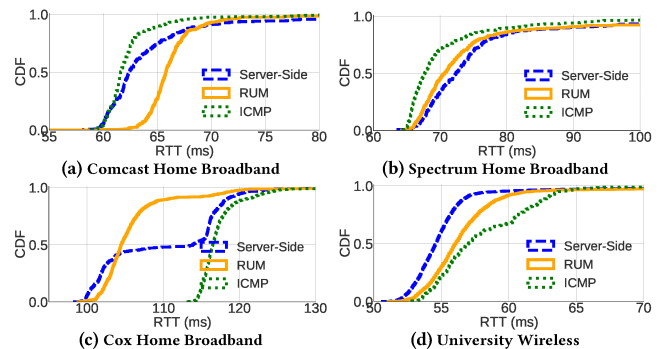 CDF
1.0
0.5
0.0
Server-Side
RUM
ICMP
55 60 65 70 75 80
RTT (ms)
(a) Comcast Home Broadband
CDF
1.0
0.5
0.0
Server-Side
RUM
ICMP
60 70 80 90 100
RTT (ms)
(b) Spectrum Home Broadband
CDF
1.0
0.5
0.0
Server-Side
RUM
ICMP
100 110 120 130
RTT (ms)
(c) Cox Home Broadband
CDF
1.0
0.5
0.0
Server-Side
RUM
ICMP
50 55 60 65 70
RTT (ms)
(d) University Wireless